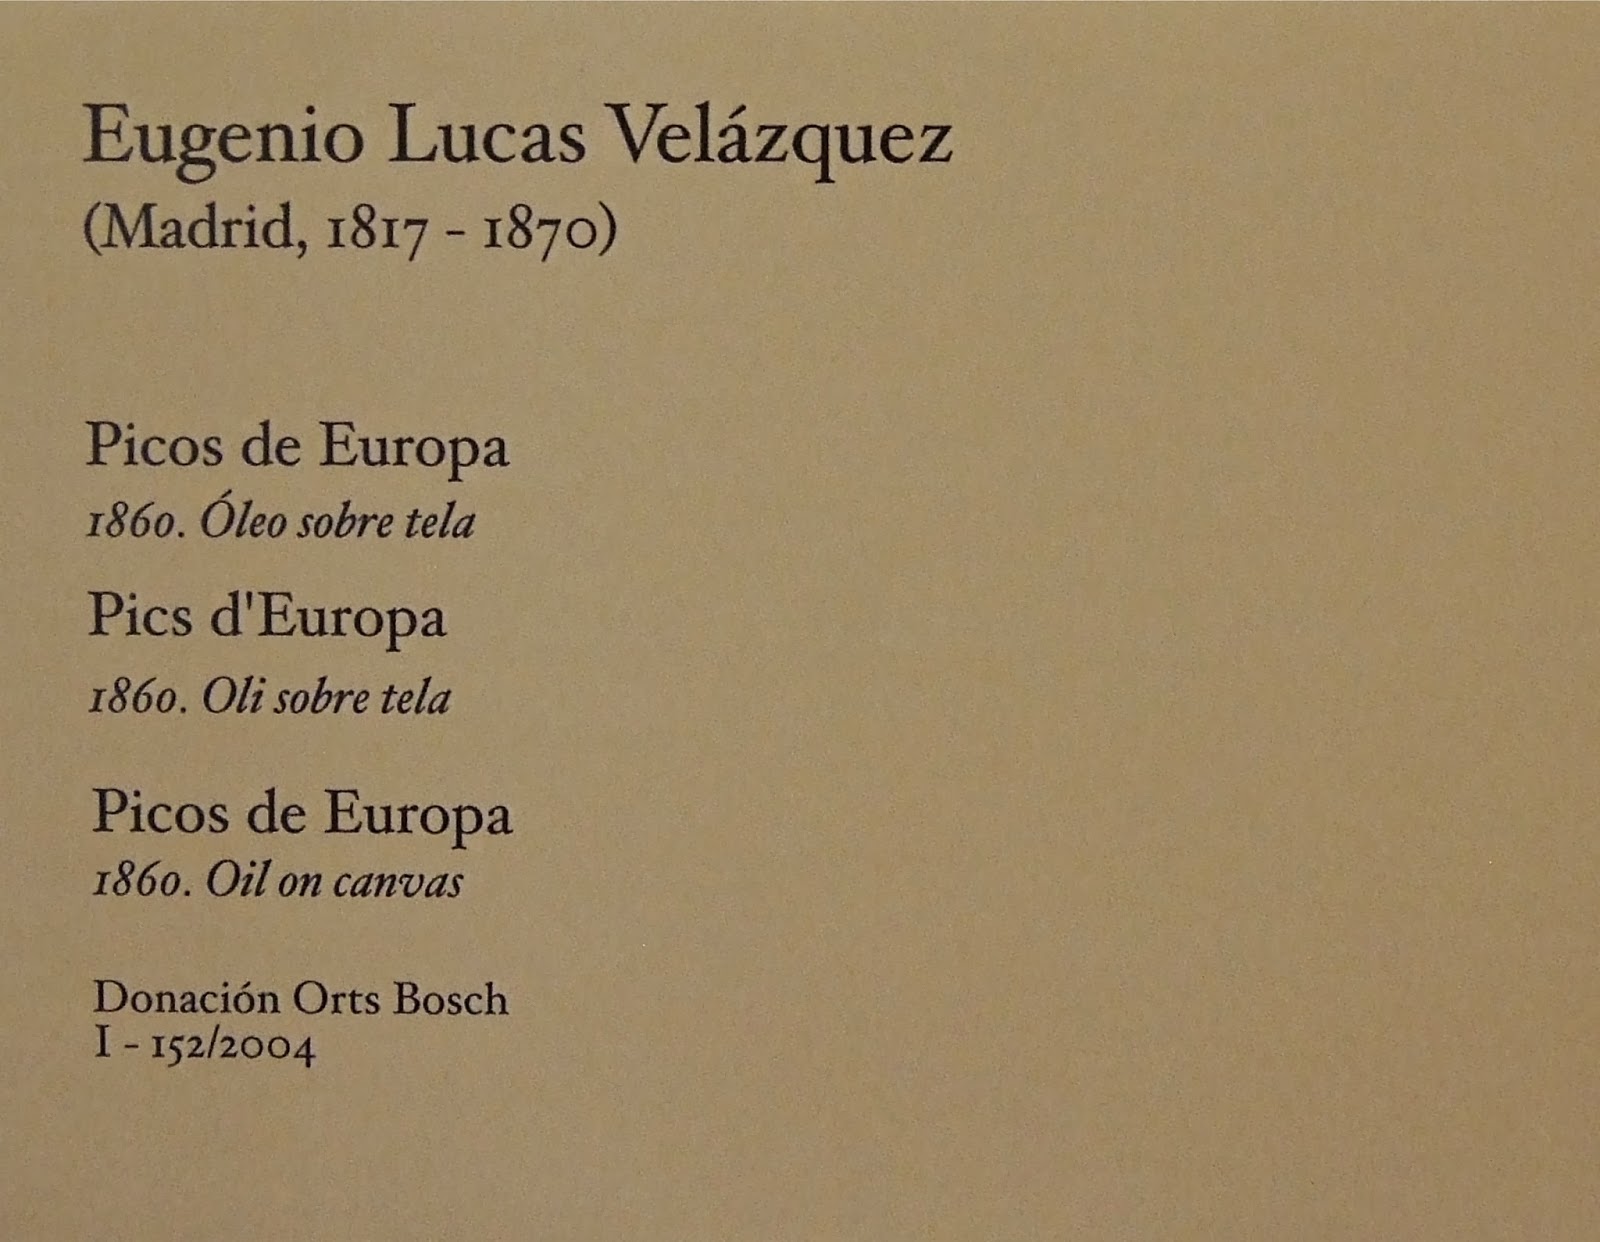 Eugenio Lucas Velázquez
(Madrid, 1817 - 1870)
Picos de Europa
1860. Óleo sobre tela
Pics d'Europa
1860. Oli sobre tela
Picos de Europa
1860. Oil on canvas
Donación Orts Bosch
I - 152/2004